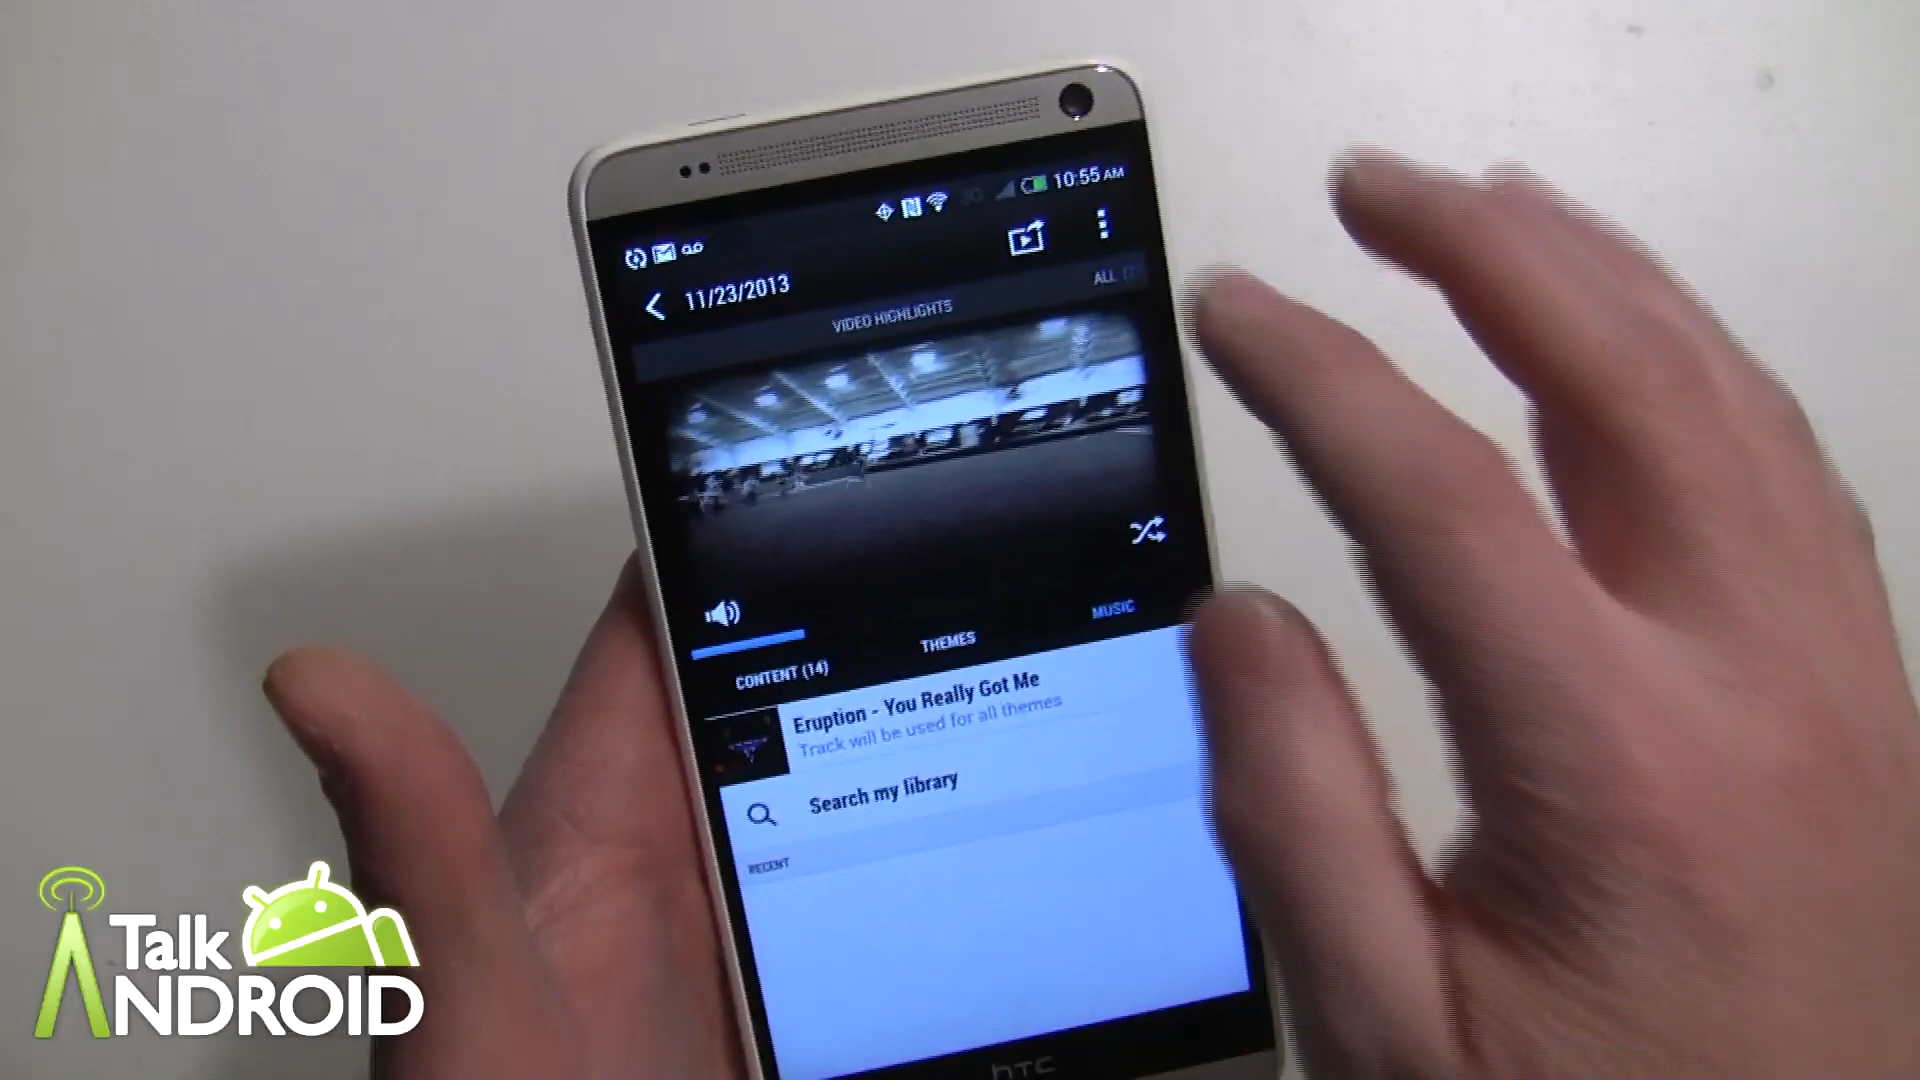 10:55 AM
11/23/2013
ALL
VIDEO HIGHLIGHTS
CONTENT (14)
THEMES
MUSIC
Eruption - You Really Got Me
Track will be used for all themes
Search my library
RECENT
hTC
Talk
ANDROID